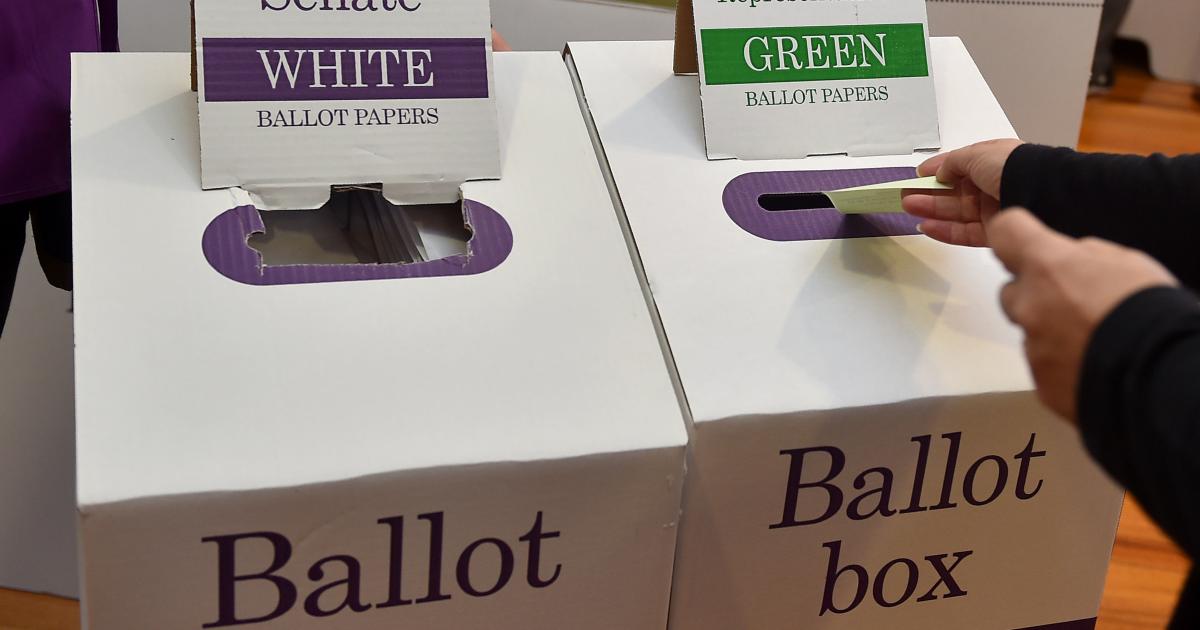 Senate
WHITE
BALLOT PAPERS
GREEN
BALLOT PAPERS
Ballot
Ballot
box